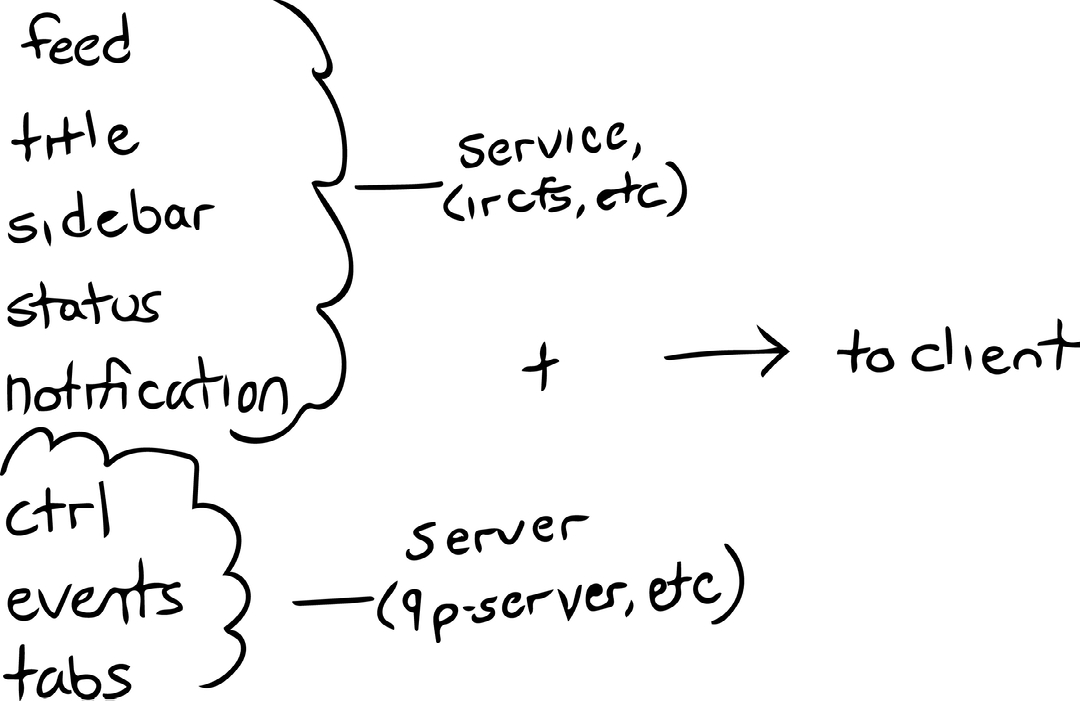 feed
title
sidebar
status
notification
service,
(ircfs, etc)
+
→ to client
ctrl
events
tabs
server
(9p-server, etc)